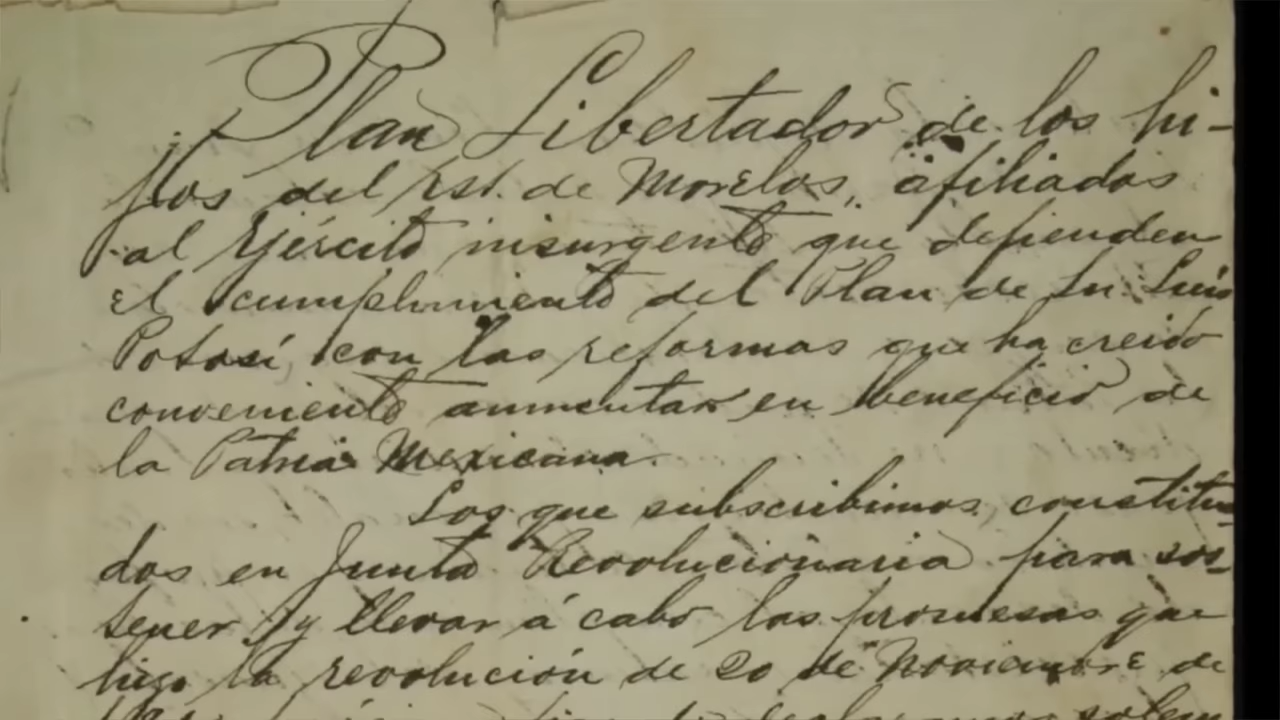 Plan Libertador de los hi-
jos del Est. de Morelos, afiliados
al Ejército insurgente que defienden
el cumplimiento del Plan de Sn. Luis
Potosí, con las reformas que ha creido
conveniente aumentar en beneficio de
la Patria Mexicana.
Los que subscribimos, constitui-
dos en Junta Revolucionaria para sos-
tener y llevar á cabo las promesas que
hizo la revolución de 20 de Noviembre de